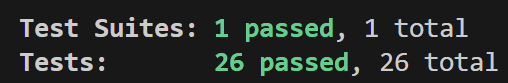 Test Suites: 1 passed, 1 total
Tests:       26 passed, 26 total